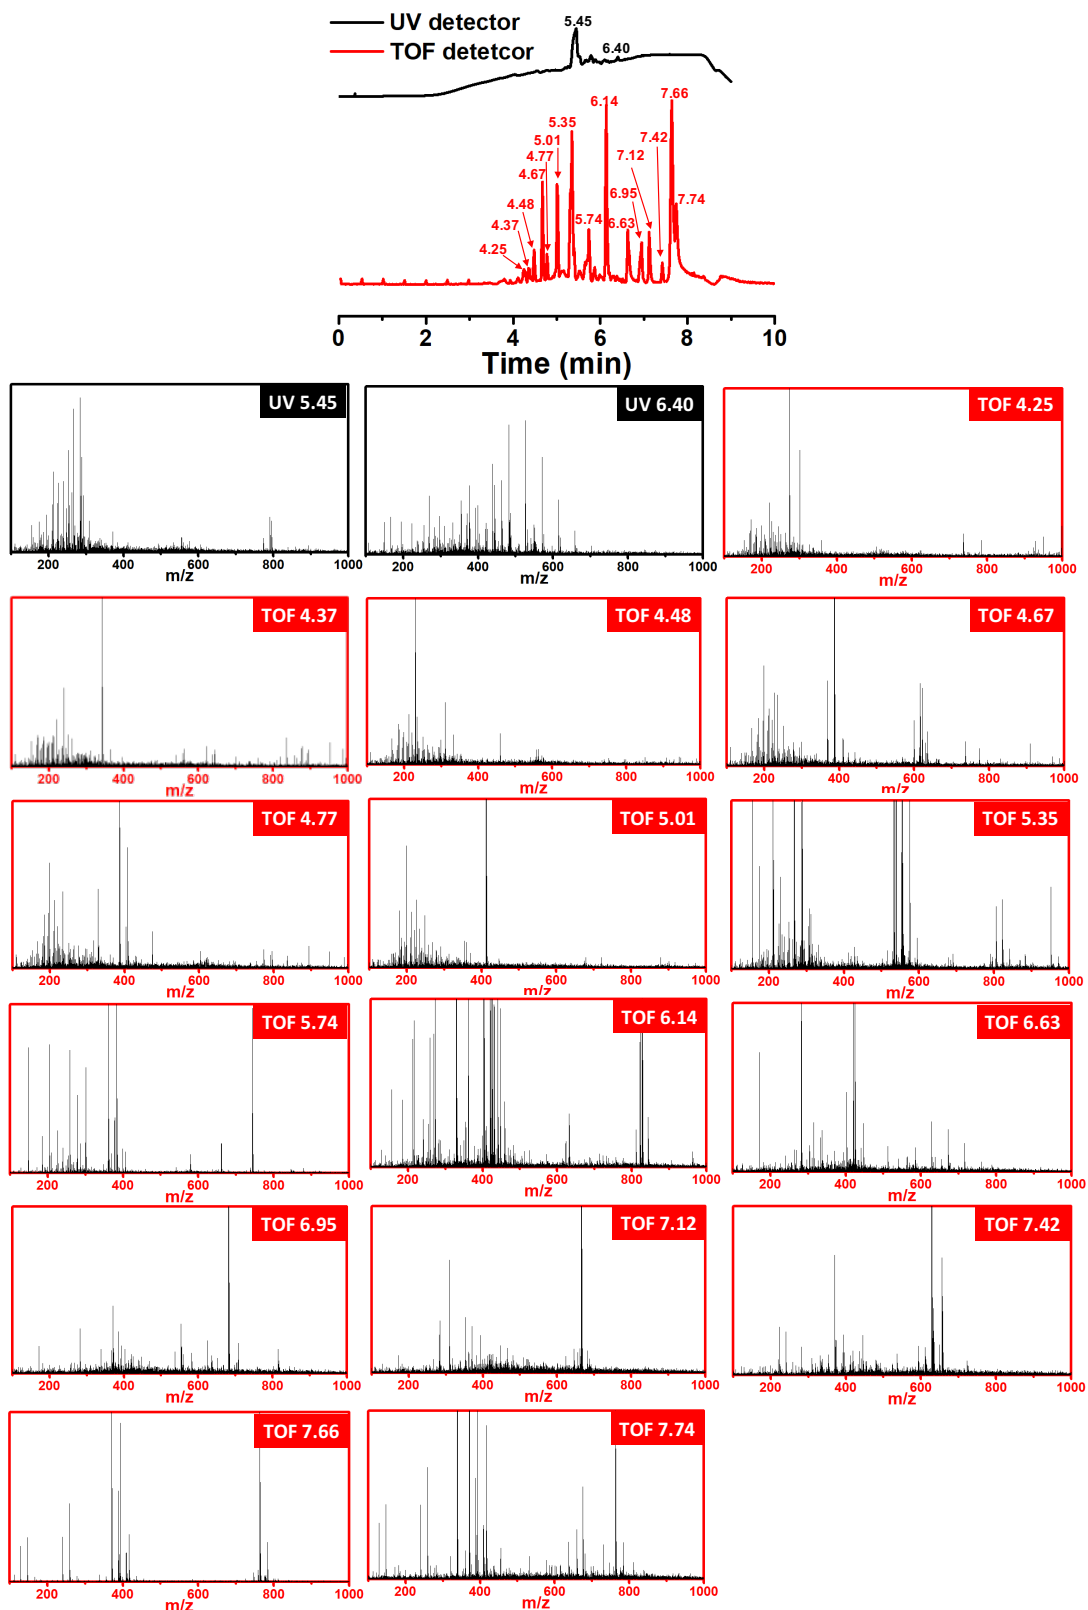 UV detector
TOF detetcor
5.45
6.40
4.25
4.37
4.48
4.67
4.77
5.01
5.35
5.74
6.14
6.63
6.95
7.12
7.42
7.66
7.74
0 2 4 6 8 10
Time (min)
UV 5.45
200 400 600 800 1000
m/z
UV 6.40
200 400 600 800 1000
m/z
TOF 4.25
200 400 600 800 1000
m/z
TOF 4.37
200 400 600 800 1000
m/z
TOF 4.48
200 400 600 800 1000
m/z
TOF 4.67
200 400 600 800 1000
m/z
TOF 4.77
200 400 600 800 1000
m/z
TOF 5.01
200 400 600 800 1000
m/z
TOF 5.35
200 400 600 800 1000
m/z
TOF 5.74
200 400 600 800 1000
m/z
TOF 6.14
200 400 600 800 1000
m/z
TOF 6.63
200 400 600 800 1000
m/z
TOF 6.95
200 400 600 800 1000
m/z
TOF 7.12
200 400 600 800 1000
m/z
TOF 7.42
200 400 600 800 1000
m/z
TOF 7.66
200 400 600 800 1000
m/z
TOF 7.74
200 400 600 800 1000
m/z